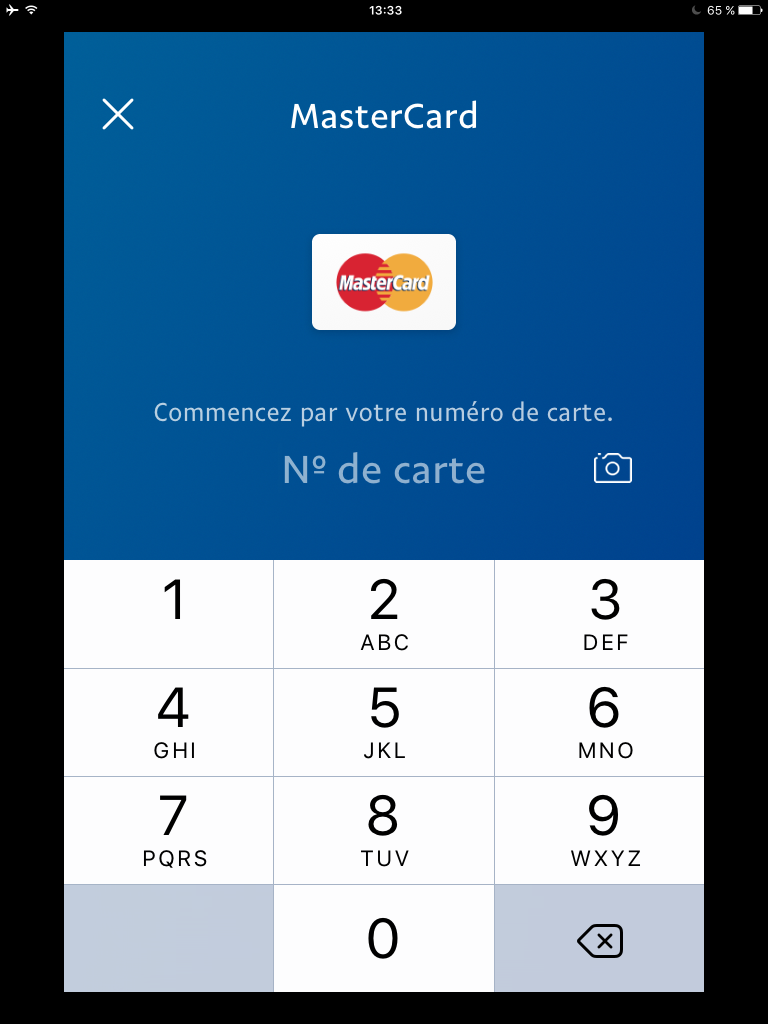 13:33
65 %
MasterCard
MasterCard
Commencez par votre numéro de carte.
Nº de carte
1
2
3
ABC
DEF
4
5
6
GHI
JKL
MNO
7
8
9
PQRS
TUV
WXYZ
0